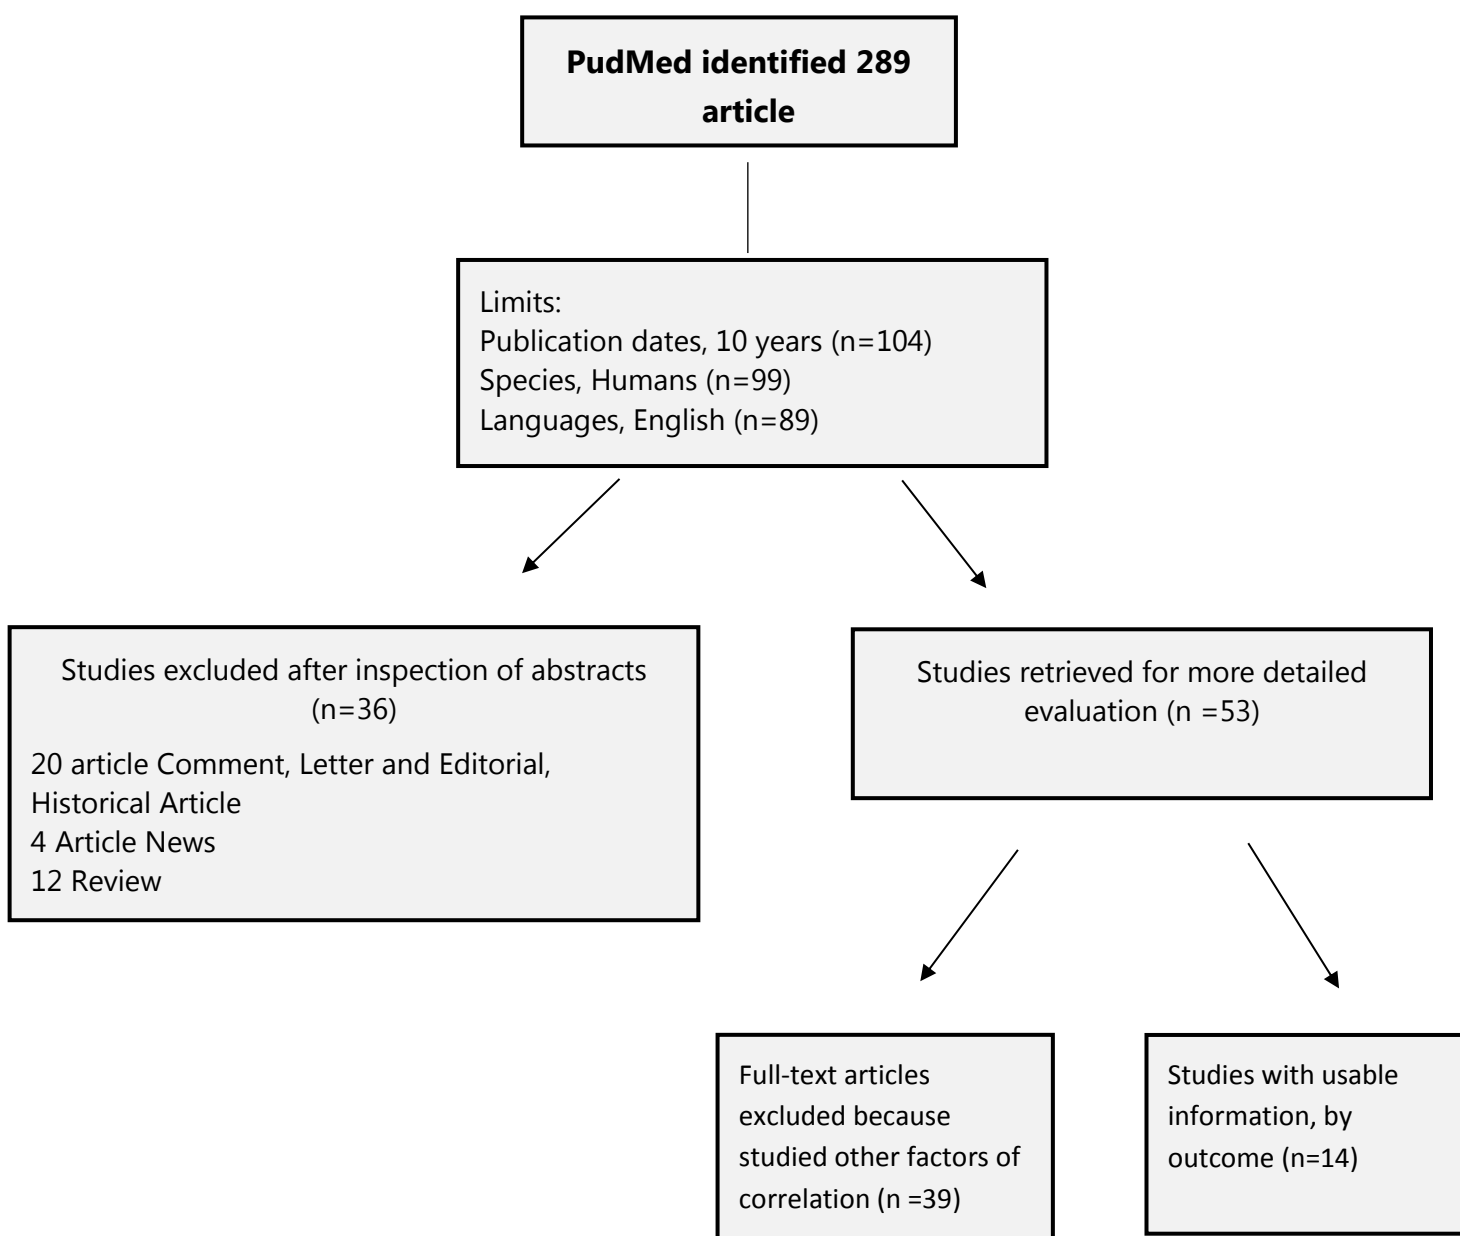 PudMed identified 289
article
Limits:
Publication dates, 10 years (n=104)
Species, Humans (n=99)
Languages, English (n=89)
Studies excluded after inspection of abstracts
(n=36)
20 article Comment, Letter and Editorial,
Historical Article
4 Article News
12 Review
Studies retrieved for more detailed
evaluation (n =53)
Full-text articles
excluded because
studied other factors of
correlation (n =39)
Studies with usable
information, by
outcome (n=14)